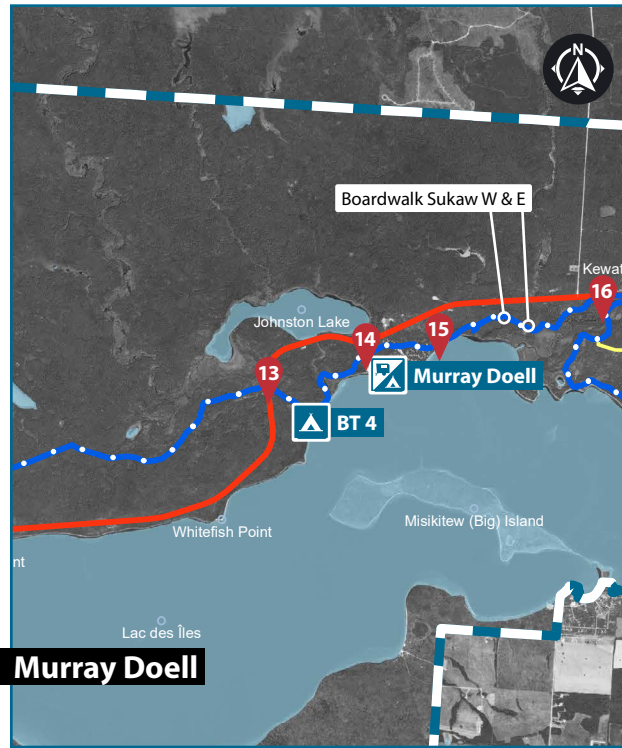 N
Boardwalk Sukaw W & E
Kewaf
16
Johnston Lake
14
15
13
Murray Doell
BT 4
Misikitew (Big) Island
Whitefish Point
nt
Lac des Îles
Murray Doell